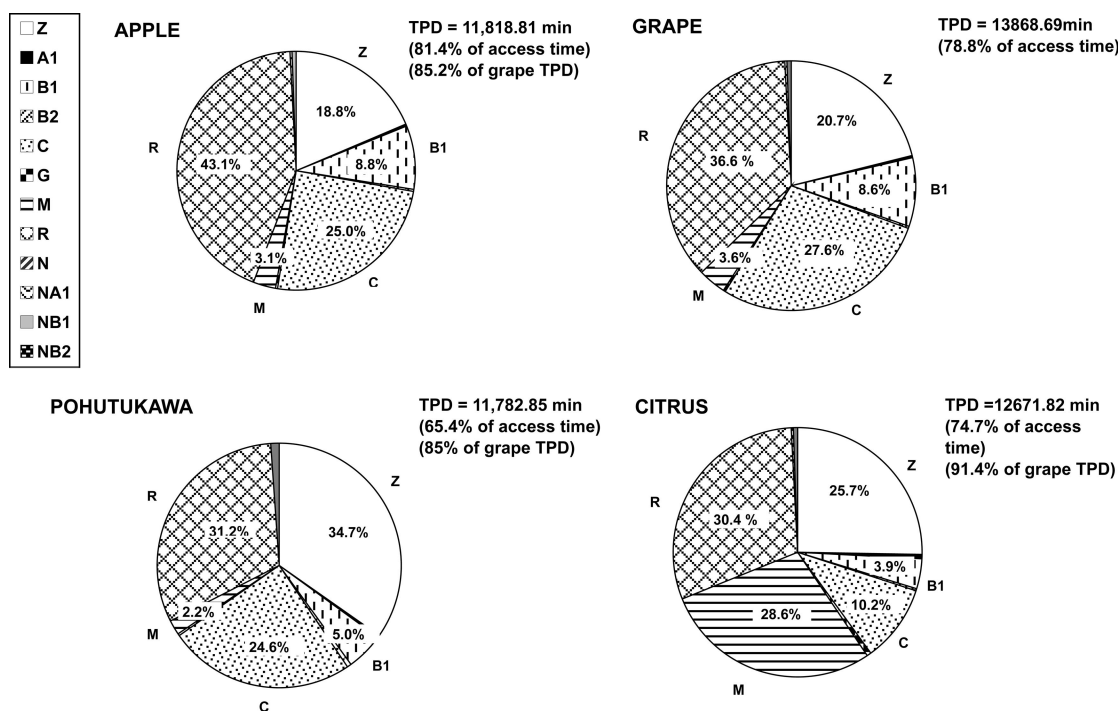 Z
A1
B1
B2
C
G
M
R
N
NA1
NB1
NB2
APPLE
TPD = 11,818.81 min
(81.4% of access time)
(85.2% of grape TPD)
Z
18.8%
B1
8.8%
R
43.1%
25.0%
3.1%
C
M
GRAPE
TPD = 13868.69min
(78.8% of access time)
Z
20.7%
R
36.6 %
8.6%
B1
27.6%
3.6%
M
C
POHUTUKAWA
TPD = 11,782.85 min
(65.4% of access time)
(85% of grape TPD)
Z
R
31.2%
34.7%
2.2%
M
5.0%
24.6%
B1
C
CITRUS
TPD =12671.82 min
(74.7% of access
time)
(91.4% of grape TPD)
Z
25.7%
R
30.4 %
3.9%
B1
10.2%
28.6%
C
M